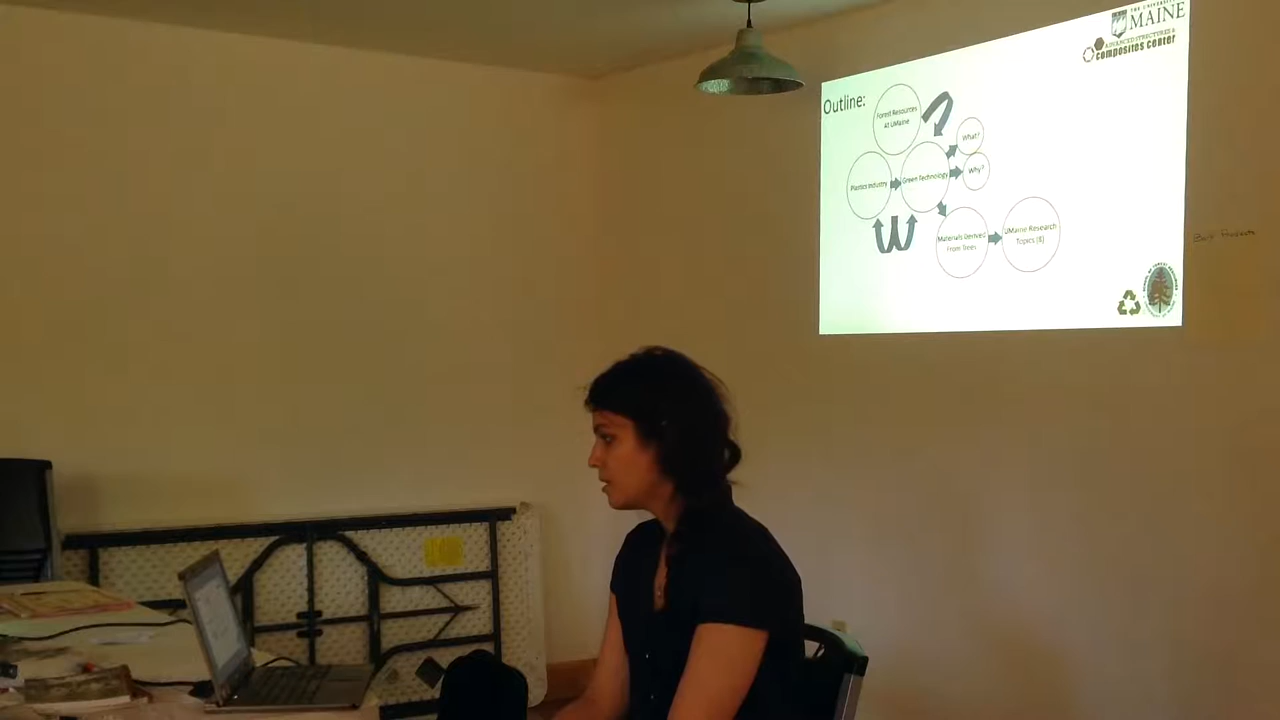 THE UNIVERSITY
MAINE
ADVANCED STRUCTURES &
composites center
Outline:
Forest Resources
At UMaine
What?
Plastics Industry
Green Technology
Why?
Materials Derived
From Trees
UMaine Research
Topics (8)